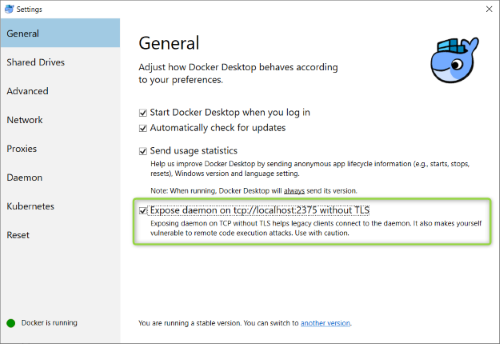 Settings
General
Shared Drives
Advanced
Network
Proxies
Daemon
Kubernetes
Reset
Docker is running
General
Adjust how Docker Desktop behaves according
to your preferences.
Start Docker Desktop when you log in
Automatically check for updates
Send usage statistics
Help us improve Docker Desktop by sending anonymous app lifecycle information (e.g., starts, stops,
resets), Windows version and language setting.
Note: When running, Docker Desktop will always send its version.
Expose daemon on tcp://localhost:2375 without TLS
Exposing daemon on TCP without TLS helps legacy clients connect to the daemon. It also makes yourself
vulnerable to remote code execution attacks. Use with caution.
You are running a stable version. You can switch to another version.